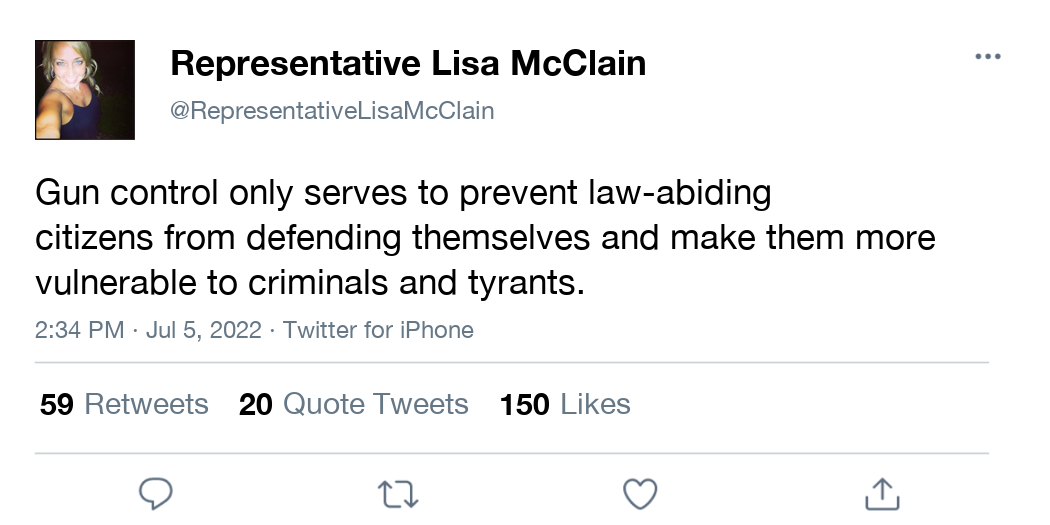 Representative Lisa McClain
@RepresentativeLisaMcClain
Gun control only serves to prevent law-abiding
citizens from defending themselves and make them more
vulnerable to criminals and tyrants.
2:34 PM · Jul 5, 2022 · Twitter for iPhone
59 Retweets 20 Quote Tweets 150 Likes